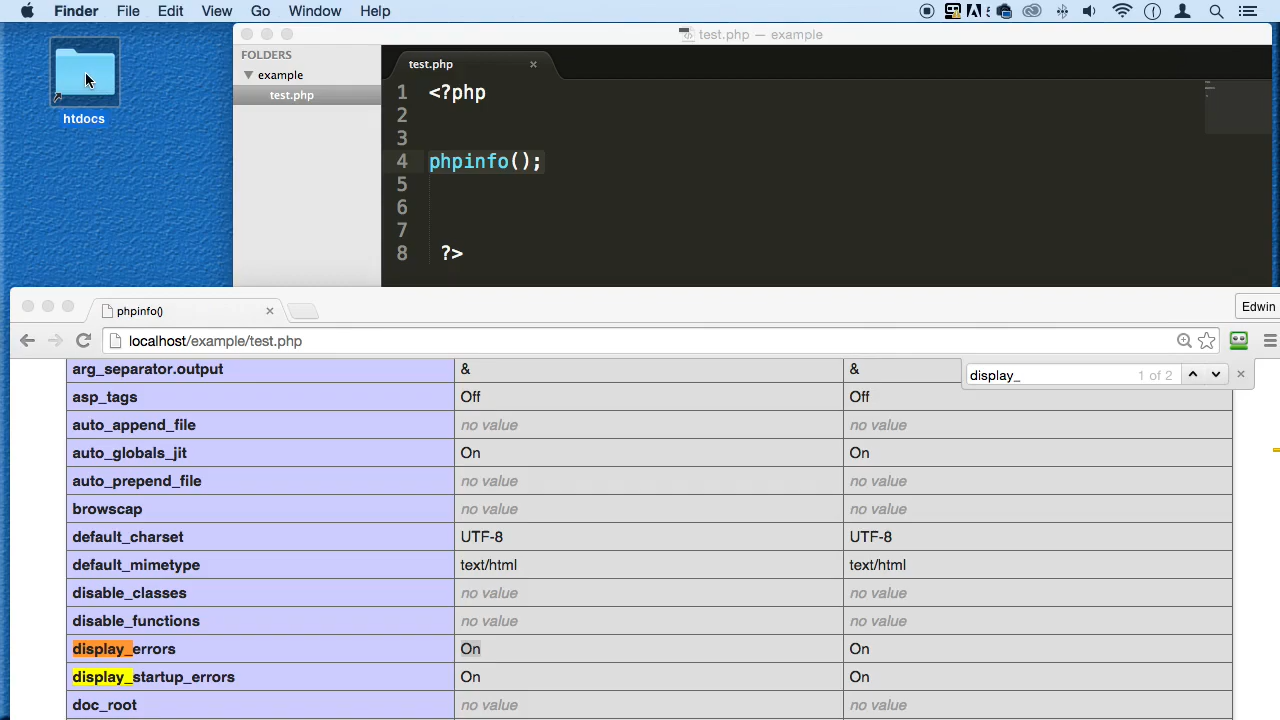 Finder File Edit View Go Window Help
htdocs
test.php — example
FOLDERS
example
test.php
test.php
1 <?php
2
3
4 phpinfo();
5
6
7
8 ?>
phpinfo()
Edwin
localhost/example/test.php
display_ 1 of 2
arg_separator.output & &
asp_tags Off Off
auto_append_file no value no value
auto_globals_jit On On
auto_prepend_file no value no value
browscap no value no value
default_charset UTF-8 UTF-8
default_mimetype text/html text/html
disable_classes no value no value
disable_functions no value no value
display_errors On On
display_startup_errors On On
doc_root no value no value